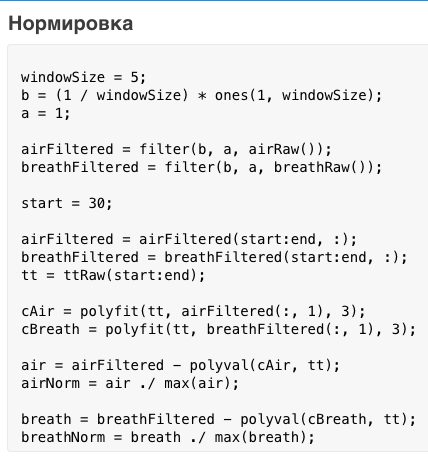 Нормировка
windowSize = 5;
b = (1 / windowSize) * ones(1, windowSize);
a = 1;
airFiltered = filter(b, a, airRaw());
breathFiltered = filter(b, a, breathRaw());
start = 30;
airFiltered = airFiltered(start:end, :);
breathFiltered = breathFiltered(start:end, :);
tt = ttRaw(start:end);
cAir = polyfit(tt, airFiltered(:, 1), 3);
cBreath = polyfit(tt, breathFiltered(:, 1), 3);
air = airFiltered - polyval(cAir, tt);
airNorm = air ./ max(air);
breath = breathFiltered - polyval(cBreath, tt);
breathNorm = breath ./ max(breath);